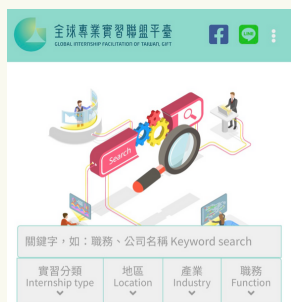 全球專業實習聯盟平臺
GLOBAL INTERNSHIP FACILITATION OF TAIWAN, GIFT
Search
關鍵字，如：職務、公司名稱 Keyword search
實習分類 地區 產業 職務
Internship type Location Industry Function